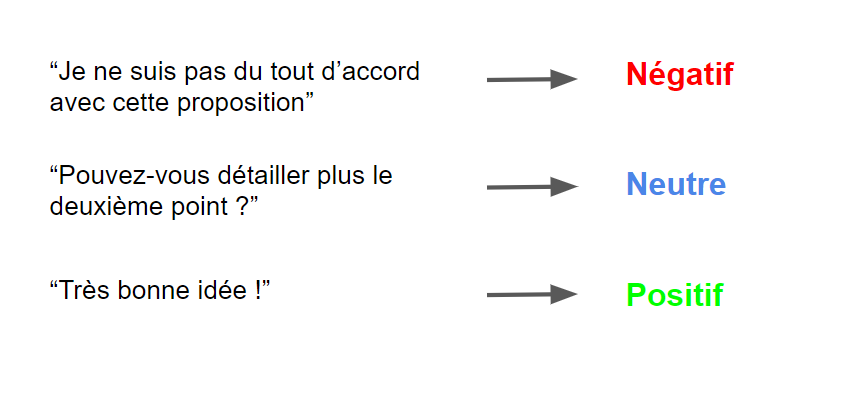 “Je ne suis pas du tout d’accord
avec cette proposition”
Négatif
“Pouvez-vous détailler plus le
deuxième point ?”
Neutre
“Très bonne idée !”
Positif